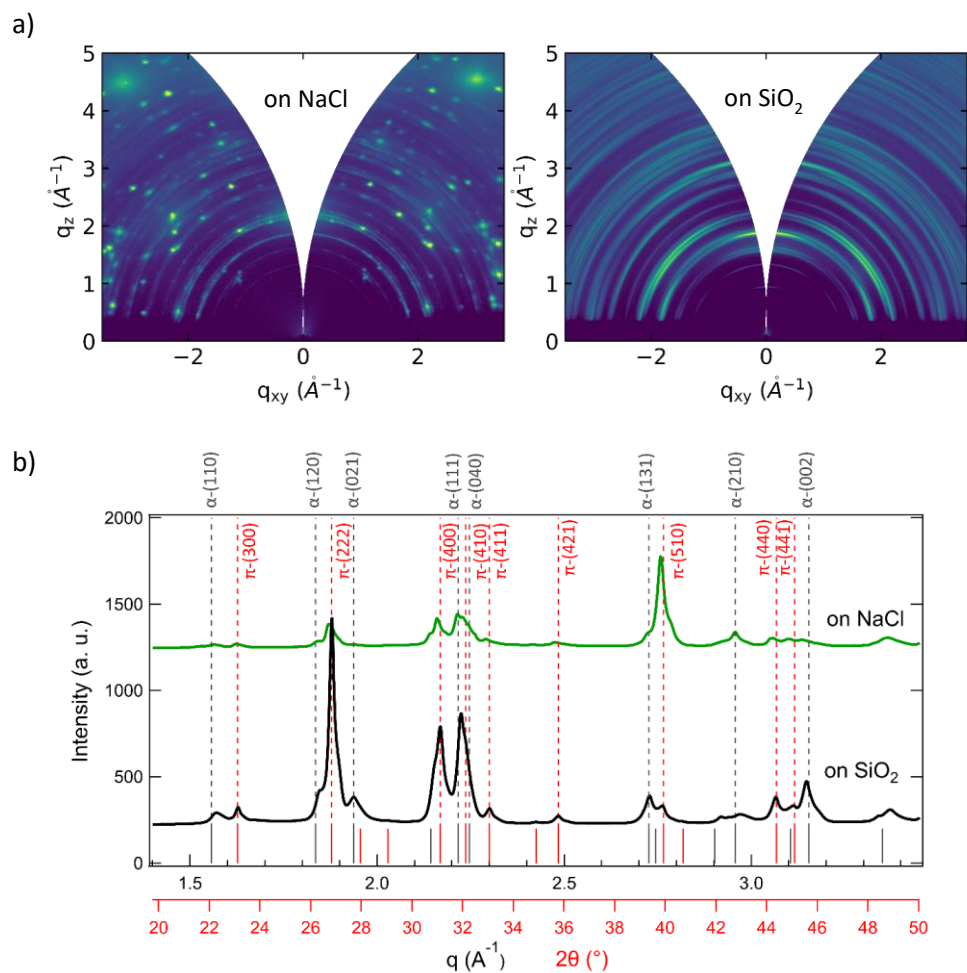 a)
on NaCl
on SiO₂
5
4
3
2
1
0
q_z (Å⁻¹)
−2
0
2
q_xy (Å⁻¹)
5
4
3
2
1
0
q_z (Å⁻¹)
−2
0
2
q_xy (Å⁻¹)
b)
α-(110)
α-(120)
α-(021)
α-(111)
α-(040)
α-(131)
α-(210)
α-(002)
π-(300)
π-(222)
π-(400)
π-(410)
π-(411)
π-(421)
π-(510)
π-(440)
π-(441)
on NaCl
on SiO₂
2000
1500
1000
500
0
Intensity (a. u.)
1.5
2.0
2.5
3.0
20
22
24
26
28
30
32
34
36
38
40
42
44
46
48
50
q (A⁻¹)
2θ (°)